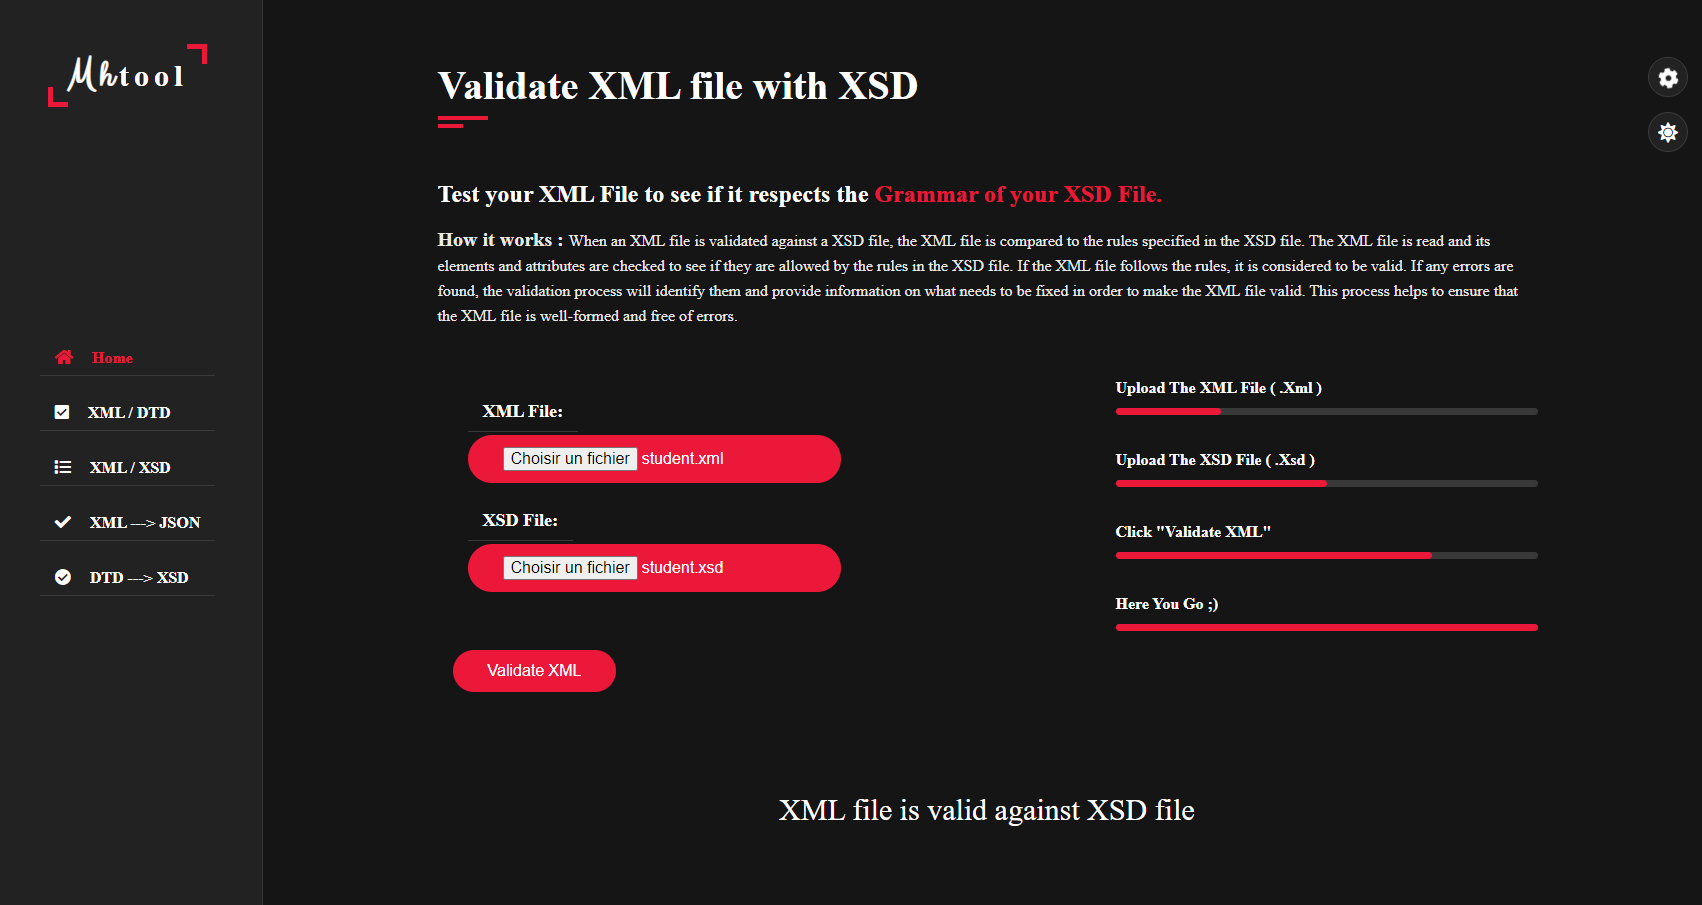 Mhtool
Home
XML / DTD
XML / XSD
XML ---> JSON
DTD ---> XSD
Validate XML file with XSD
Test your XML File to see if it respects the Grammar of your XSD File.
How it works : When an XML file is validated against a XSD file, the XML file is compared to the rules specified in the XSD file. The XML file is read and its
elements and attributes are checked to see if they are allowed by the rules in the XSD file. If the XML file follows the rules, it is considered to be valid. If any errors are
found, the validation process will identify them and provide information on what needs to be fixed in order to make the XML file valid. This process helps to ensure that
the XML file is well-formed and free of errors.
XML File:
Choisir un fichier student.xml
XSD File:
Choisir un fichier student.xsd
Validate XML
Upload The XML File ( .Xml )
Upload The XSD File ( .Xsd )
Click "Validate XML"
Here You Go ;)
XML file is valid against XSD file